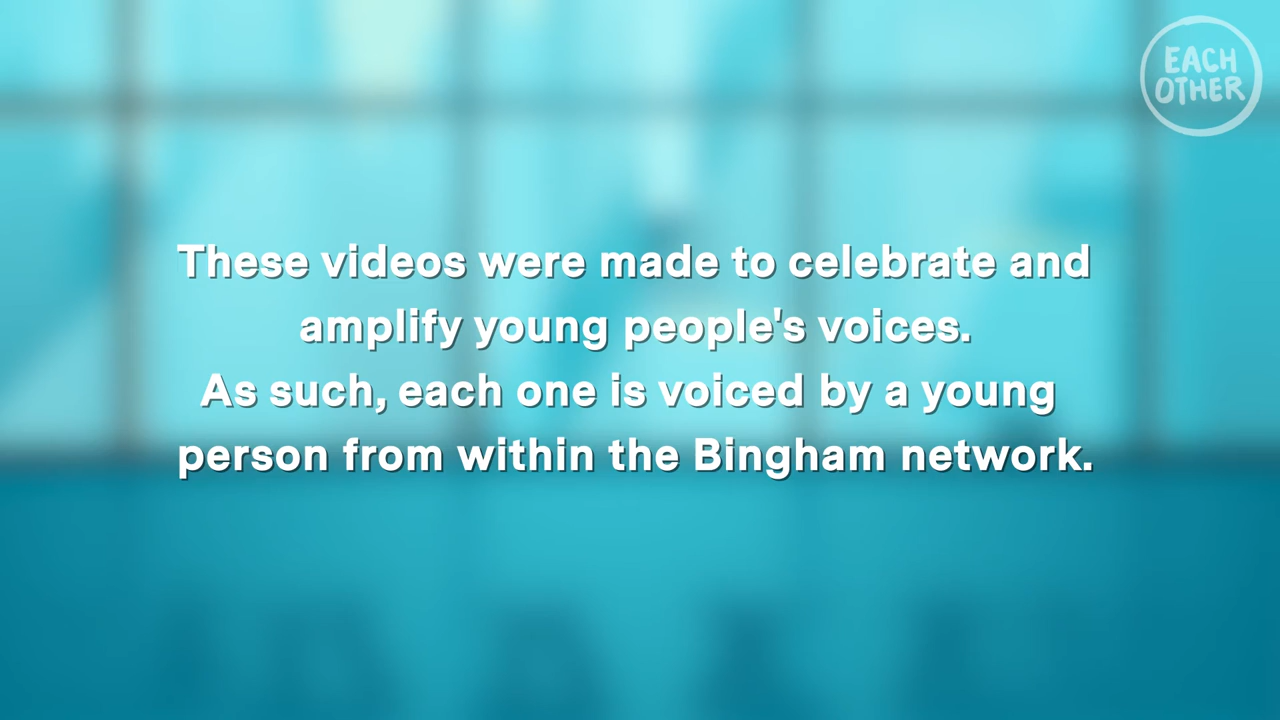 EACH
OTHER
These videos were made to celebrate and
amplify young people's voices.
As such, each one is voiced by a young
person from within the Bingham network.